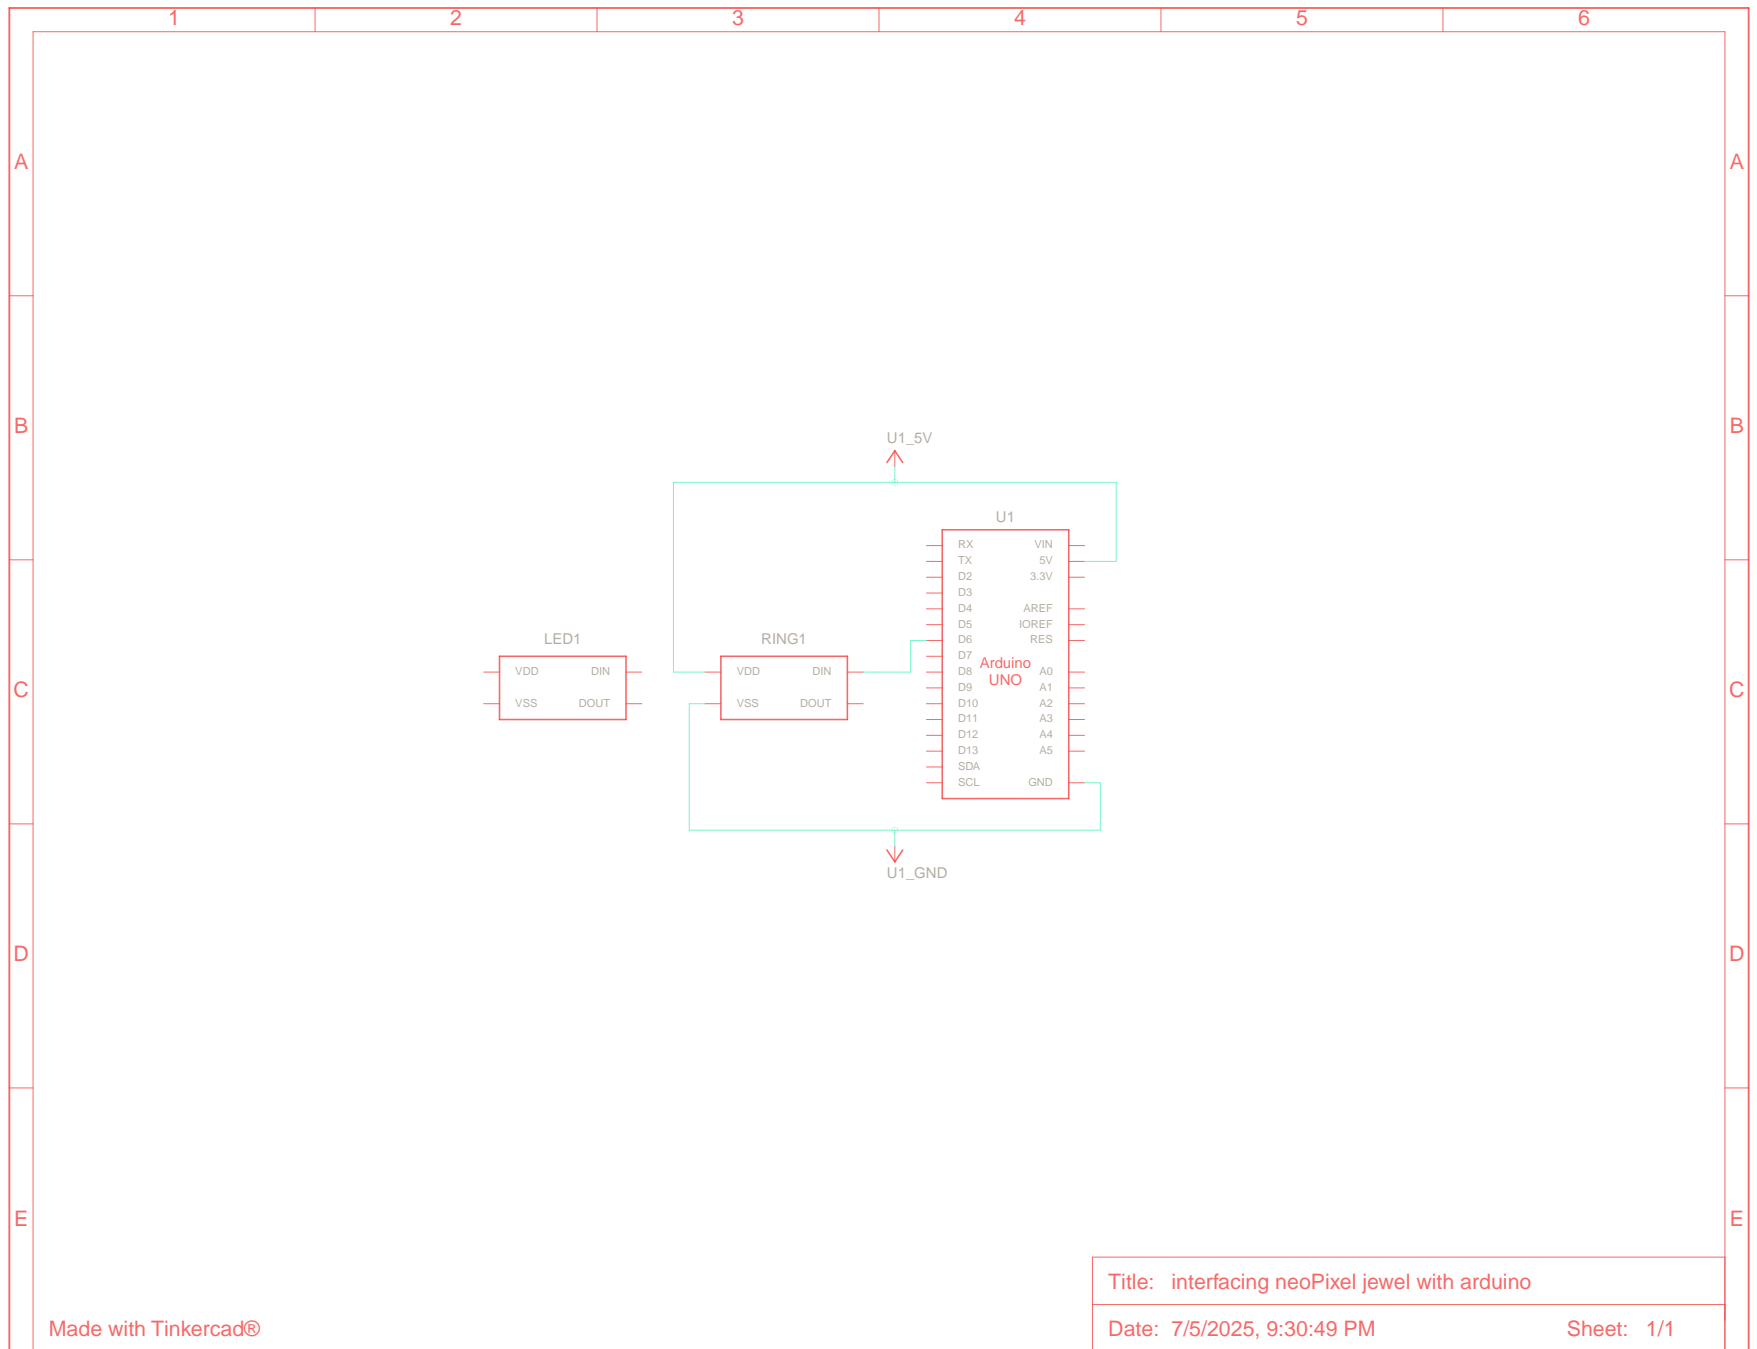 1 2 3 4 5 6
A A
B B
U1_5V
U1
RX VIN
TX 5V
D2 3.3V
D3
D4 AREF
D5 IOREF
LED1 RING1 D6 RES
D7
VDD DIN VDD DIN D8 Arduino A0
C D9 UNO A1 C
VSS DOUT VSS DOUT D10 A2
D11 A3
D12 A4
D13 A5
SDA
SCL GND
U1_GND
D D
E E
Title: interfacing neoPixel jewel with arduino
Made with Tinkercad® Date: 7/5/2025, 9:30:49 PM Sheet: 1/1